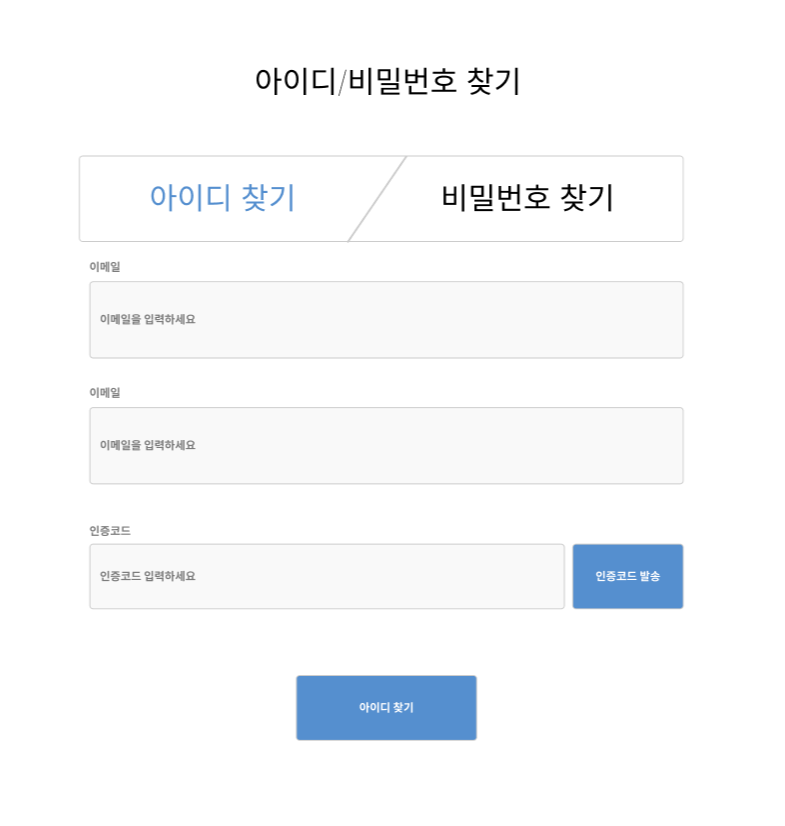 아이디/비밀번호 찾기
아이디 찾기
비밀번호 찾기
이메일
이메일을 입력하세요
이메일
이메일을 입력하세요
인증코드
인증코드 입력하세요
인증코드 발송
아이디 찾기